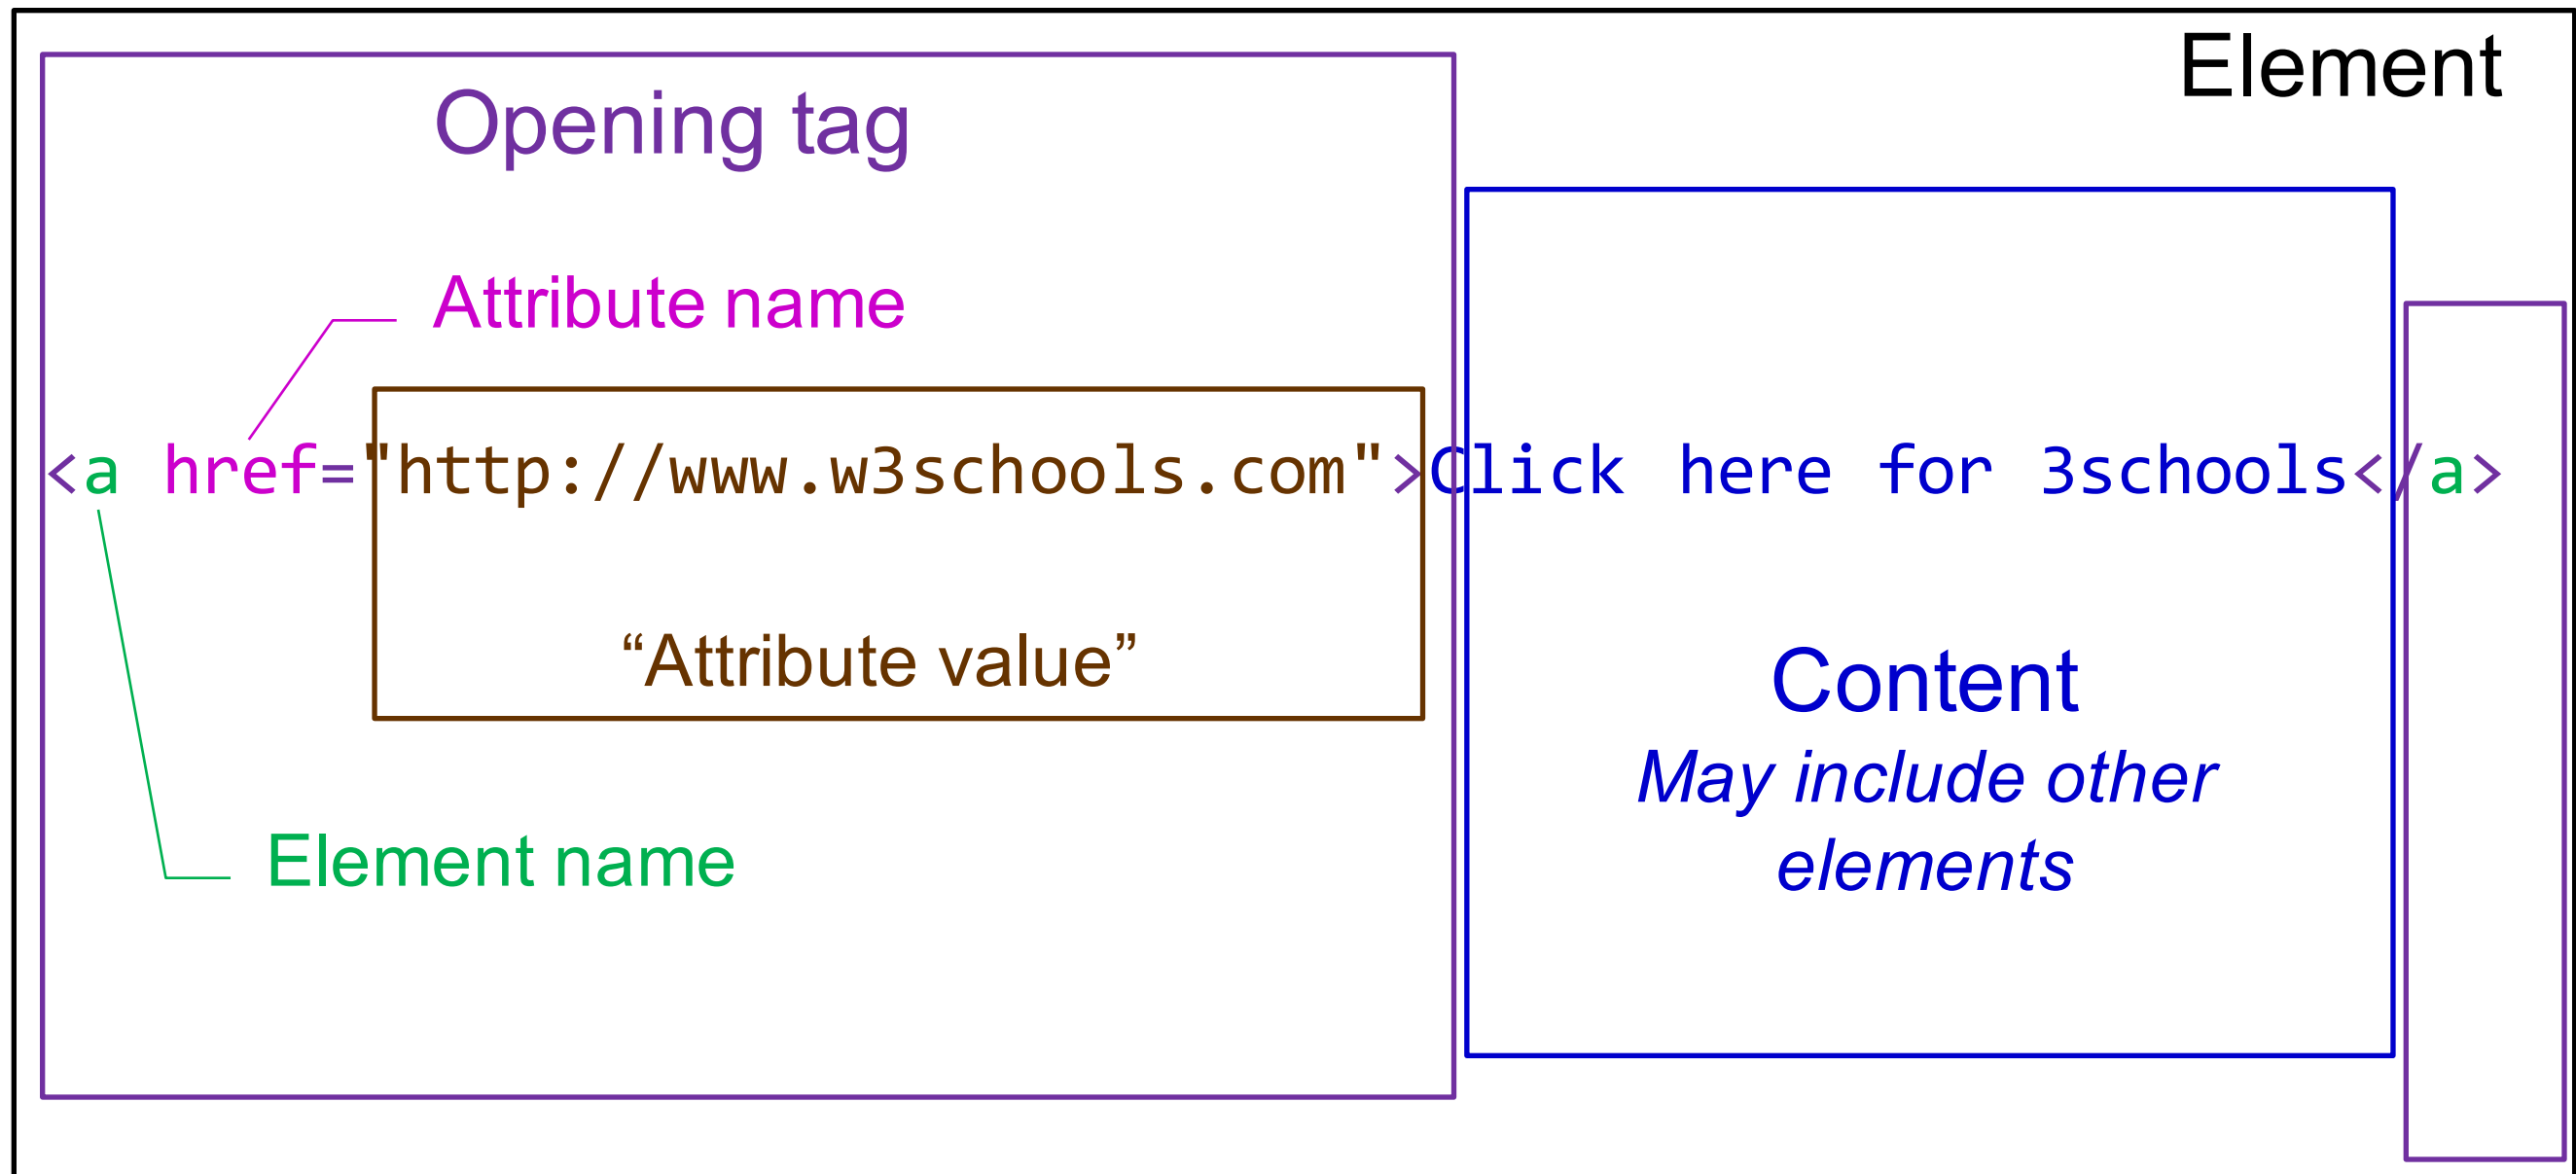 Element
Opening tag
Attribute name
<a href="http://www.w3schools.com">Click here for 3schools</a>
“Attribute value”
Content
May include other
elements
Element name